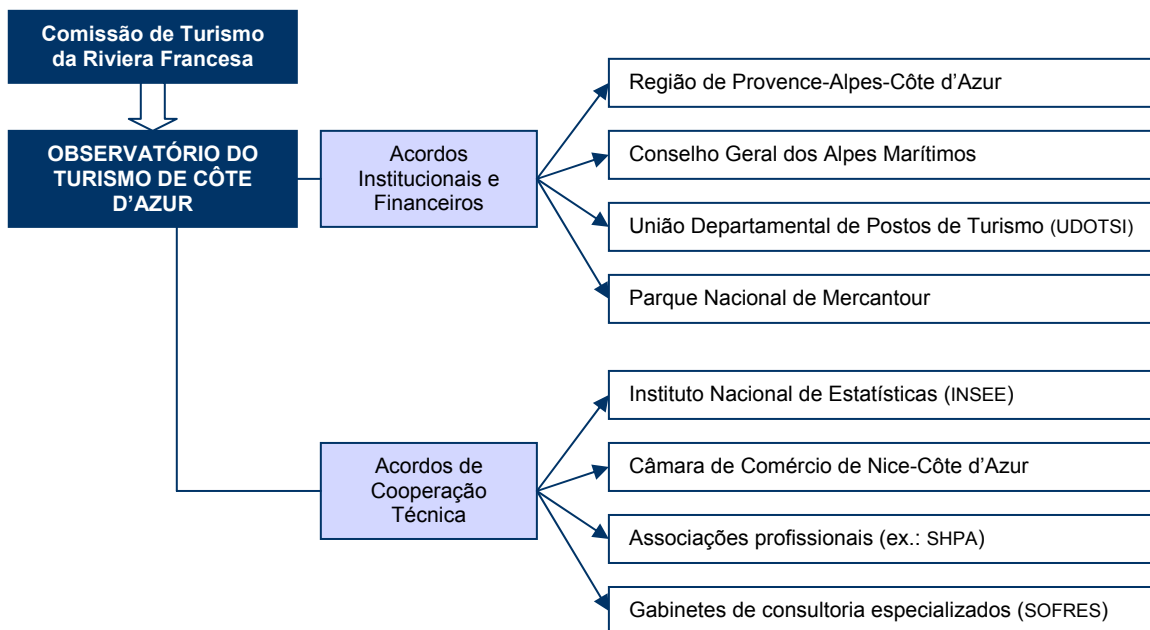 Comissão de Turismo
da Riviera Francesa
OBSERVATÓRIO DO
TURISMO DE CÔTE
D’AZUR
Acordos
Institucionais e
Financeiros
Região de Provence-Alpes-Côte d’Azur
Conselho Geral dos Alpes Marítimos
União Departamental de Postos de Turismo (UDOTSI)
Parque Nacional de Mercantour
Acordos de
Cooperação
Técnica
Instituto Nacional de Estatísticas (INSEE)
Câmara de Comércio de Nice-Côte d’Azur
Associações profissionais (ex.: SHPA)
Gabinetes de consultoria especializados (SOFRES)